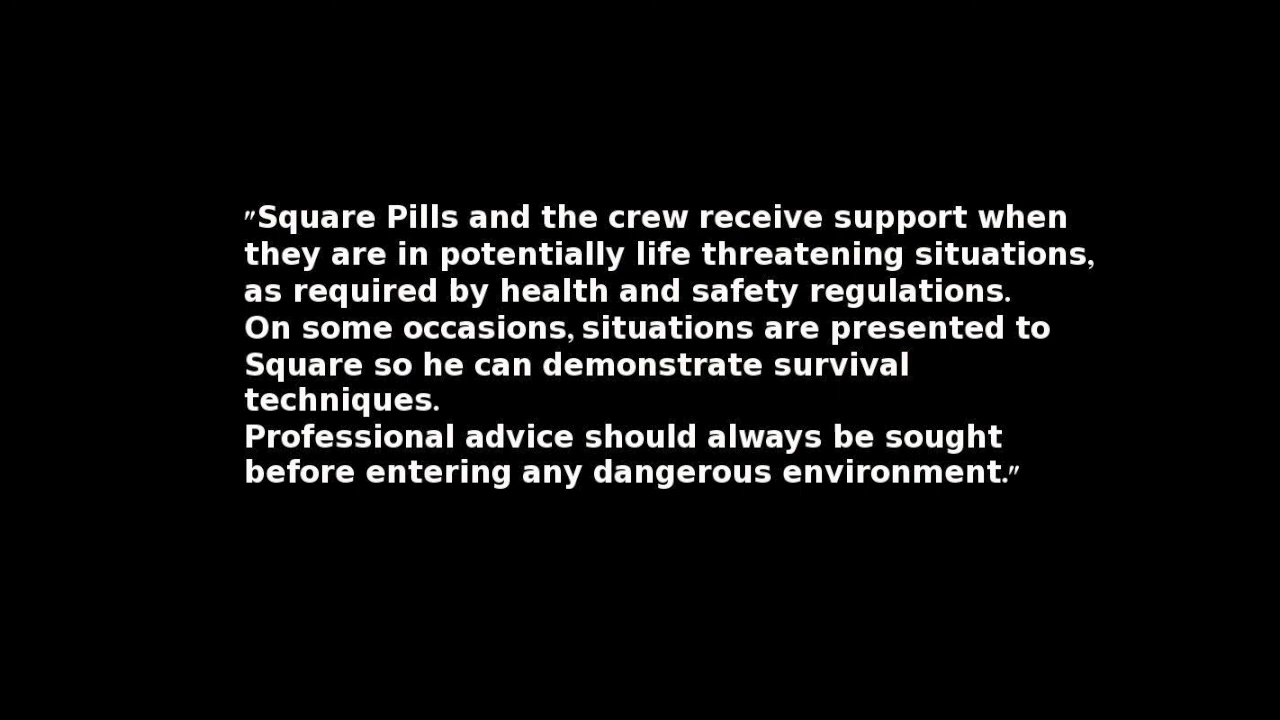 "Square Pills and the crew receive support when
they are in potentially life threatening situations,
as required by health and safety regulations.
On some occasions, situations are presented to
Square so he can demonstrate survival
techniques.
Professional advice should always be sought
before entering any dangerous environment."